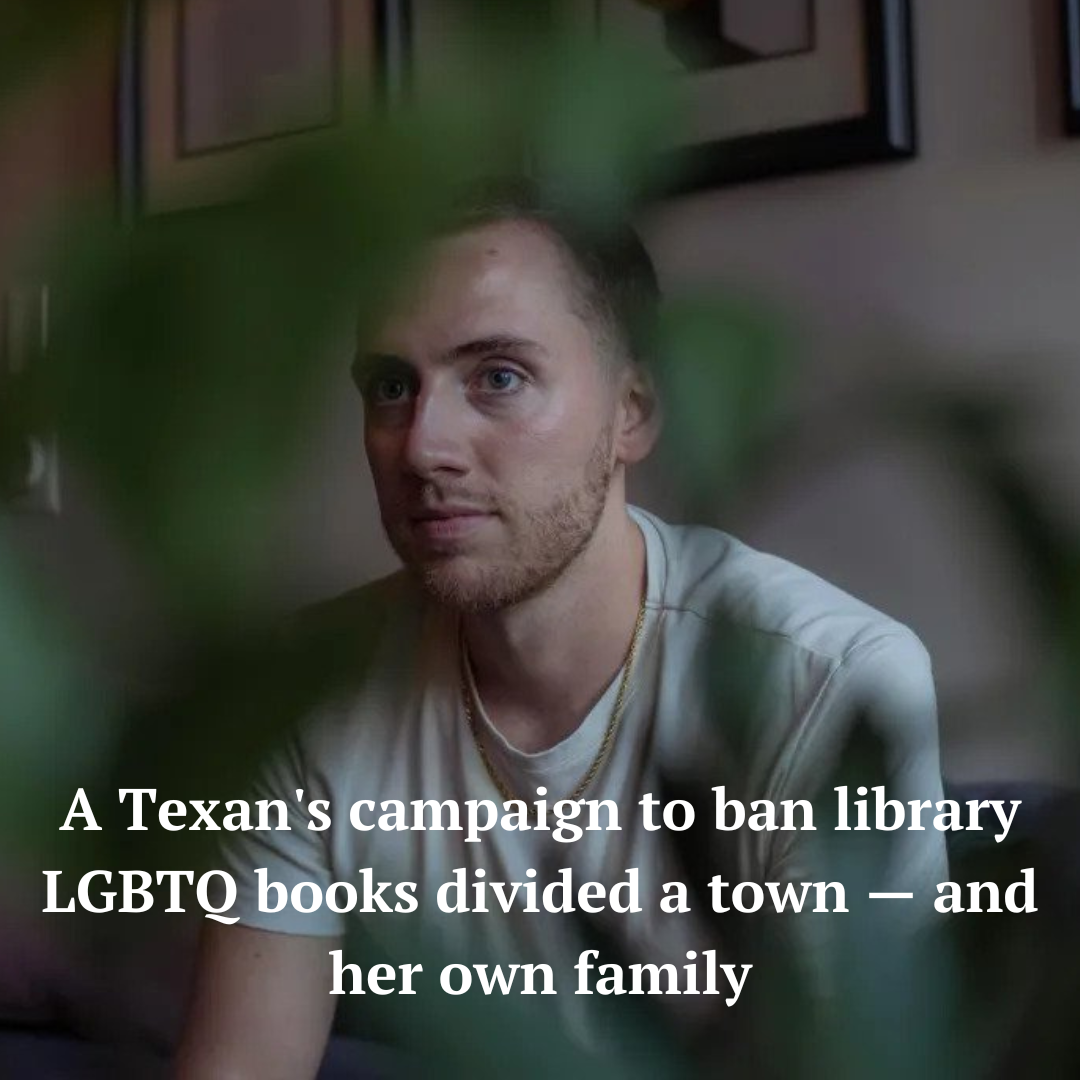 A Texan's campaign to ban library
LGBTQ books divided a town — and
her own family